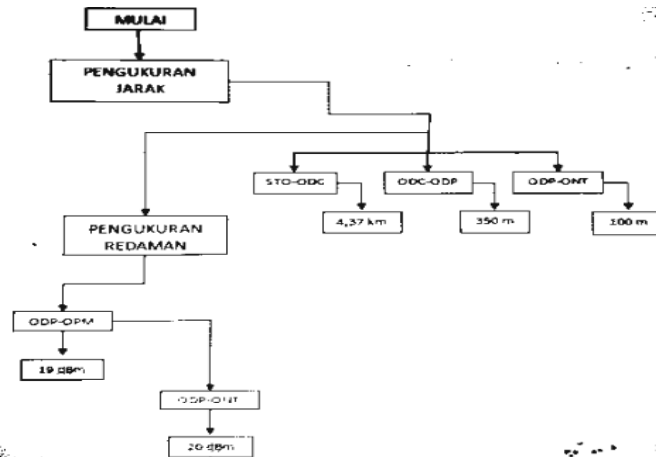 MULAI
PENGUKURAN
JARAK
STO-ODC
ODC-ODP
ODP-ONT
4,37 km
350 m
100 m
PENGUKURAN
REDAMAN
ODP-OPM
19 dBm
ODP-ONT
20 dBm